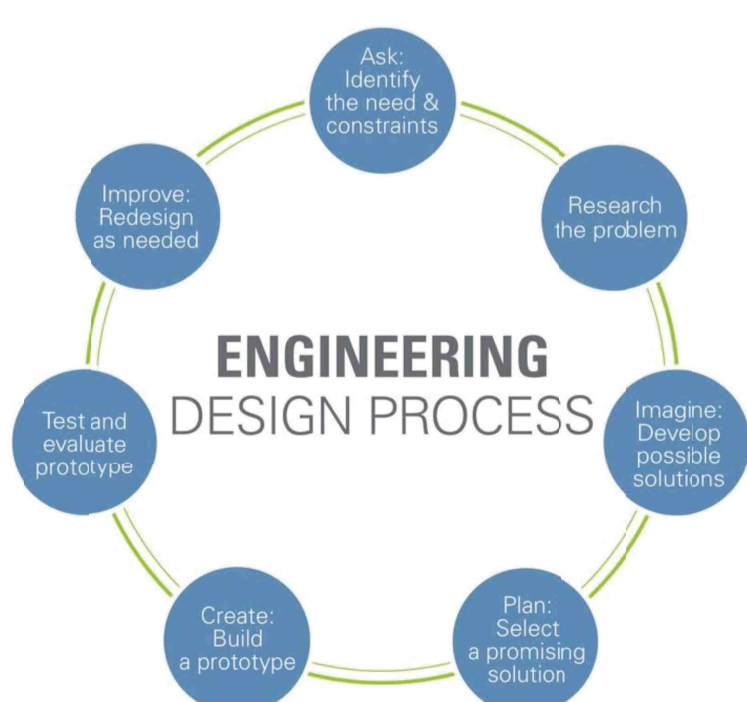 Ask:
Identify
the need &
constraints
Research
the problem
Imagine:
Develop
possible
solutions
Plan:
Select
a promising
solution
Create:
Build
a prototype
Test and
evaluate
prototype
Improve:
Redesign
as needed
ENGINEERING
DESIGN PROCESS